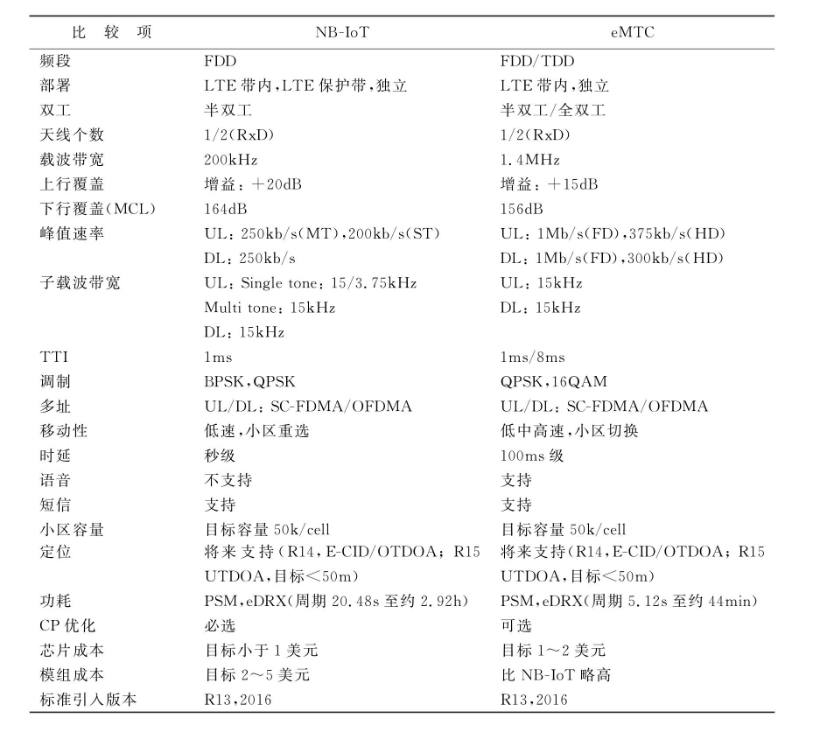 比 较 项 NB-IoT eMTC
频段 FDD FDD/TDD
部署 LTE 带内,LTE 保护带,独立 LTE 带内,独立
双工 半双工 半双工/全双工
天线个数 1/2(RxD) 1/2(RxD)
载波带宽 200kHz 1.4MHz
上行覆盖 增益: +20dB 增益: +15dB
下行覆盖(MCL) 164dB 156dB
峰值速率 UL: 250kb/s(MT),200kb/s(ST) UL: 1Mb/s(FD),375kb/s(HD)
DL: 250kb/s DL: 1Mb/s(FD),300kb/s(HD)
子载波带宽 UL: Single tone: 15/3.75kHz UL: 15kHz
Multi tone: 15kHz DL: 15kHz
DL: 15kHz
TTI 1ms 1ms/8ms
调制 BPSK,QPSK QPSK,16QAM
多址 UL/DL: SC-FDMA/OFDMA UL/DL: SC-FDMA/OFDMA
移动性 低速,小区重选 低中高速,小区切换
时延 秒级 100ms 级
语音 不支持 支持
短信 支持 支持
小区容量 目标容量 50k/cell 目标容量 50k/cell
定位 将来支持(R14,E-CID/OTDOA; R15 将来支持(R14,E-CID/OTDOA; R15
UTDOA,目标<50m) UTDOA,目标<50m)
功耗 PSM,eDRX(周期 20.48s 至约 2.92h) PSM,eDRX(周期 5.12s 至约 44min)
CP 优化 必选 可选
芯片成本 目标小于 1 美元 目标 1～2 美元
模组成本 目标 2～5 美元 比 NB-IoT 略高
标准引入版本 R13,2016 R13,2016